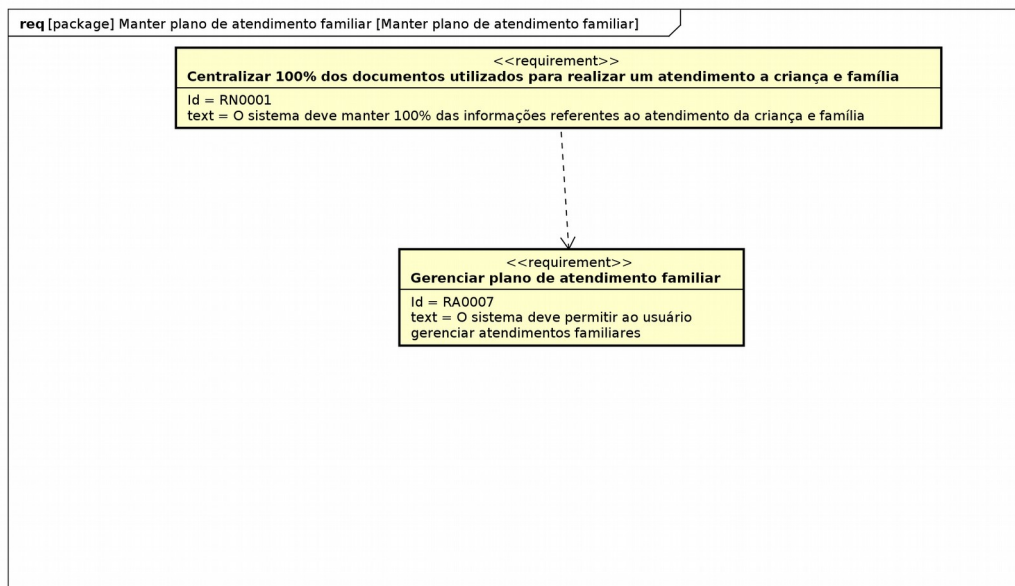 req [package] Manter plano de atendimento familiar [Manter plano de atendimento familiar]
<<requirement>>
Centralizar 100% dos documentos utilizados para realizar um atendimento a criança e família
Id = RN0001
text = O sistema deve manter 100% das informações referentes ao atendimento da criança e família
<<requirement>>
Gerenciar plano de atendimento familiar
Id = RA0007
text = O sistema deve permitir ao usuário
gerenciar atendimentos familiares